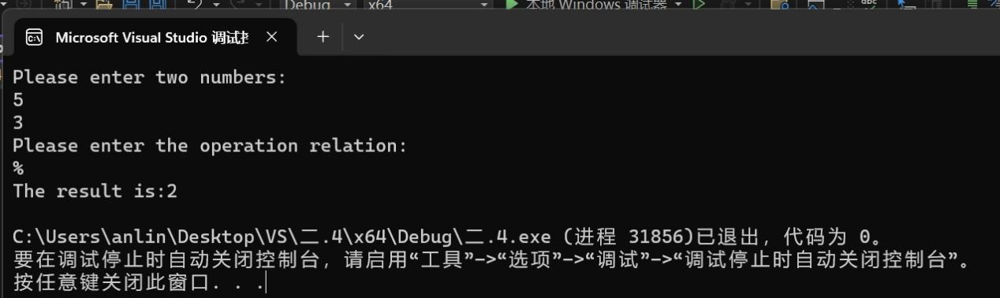 Debug x64 本地 Windows 调试器
Microsoft Visual Studio 调试
Please enter two numbers:
5
3
Please enter the operation relation:
%
The result is:2
C:\Users\anlin\Desktop\VS\二.4\x64\Debug\二.4.exe (进程 31856)已退出，代码为 0。
要在调试停止时自动关闭控制台，请启用“工具”->“选项”->“调试”->“调试停止时自动关闭控制台”。
按任意键关闭此窗口. . .